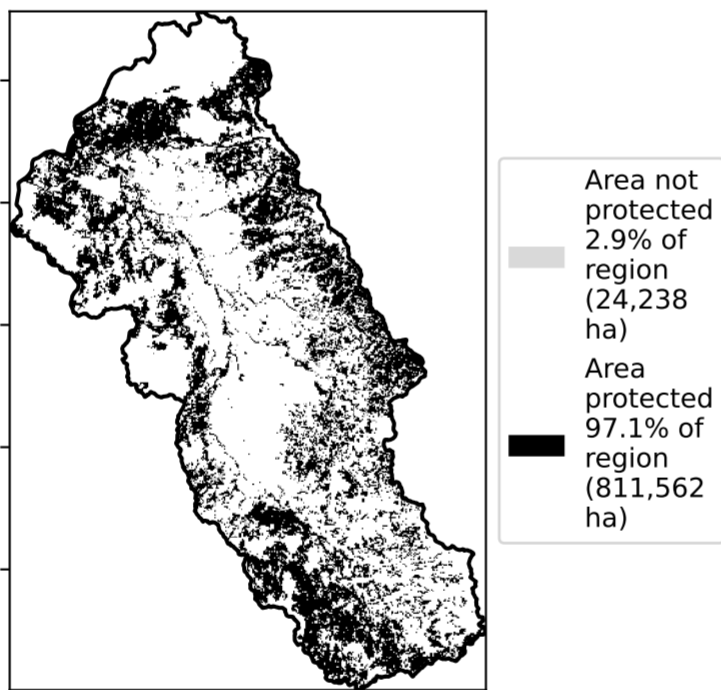 Area not
protected
2.9% of
region
(24,238
ha)
Area
protected
97.1% of
region
(811,562
ha)